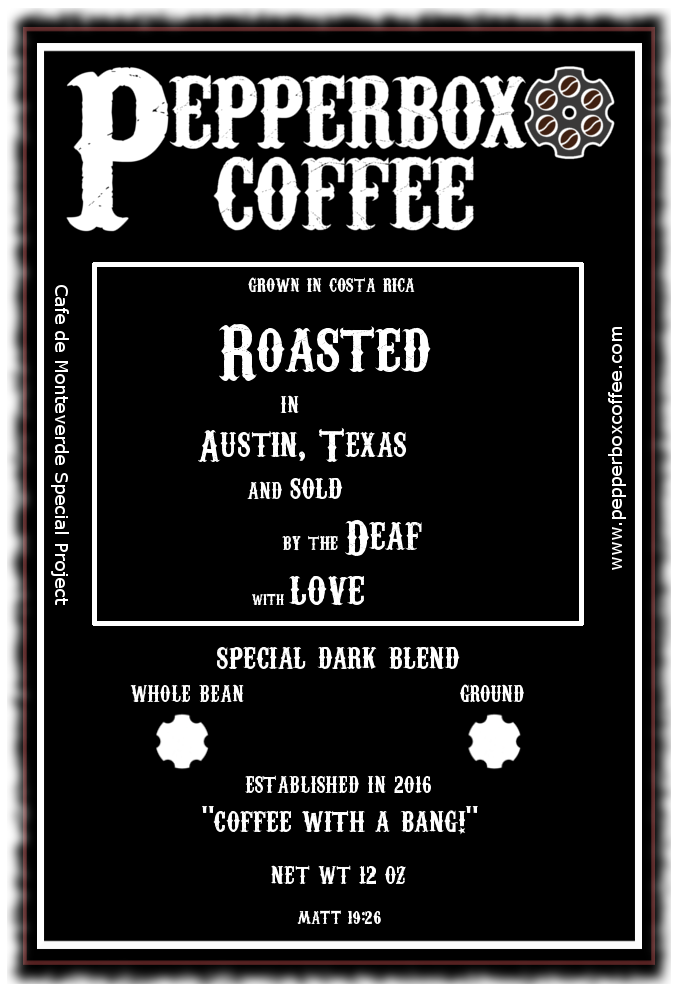 PEPPERBOX
COFFEE
GROWN IN COSTA RICA
ROASTED
IN
AUSTIN, TEXAS
AND SOLD
BY THE DEAF
WITH LOVE
Cafe de Monteverde Special Project
www.pepperboxcoffee.com
SPECIAL DARK BLEND
WHOLE BEAN GROUND
ESTABLISHED IN 2016
"COFFEE WITH A BANG!"
NET WT 12 OZ
MATT 19:26